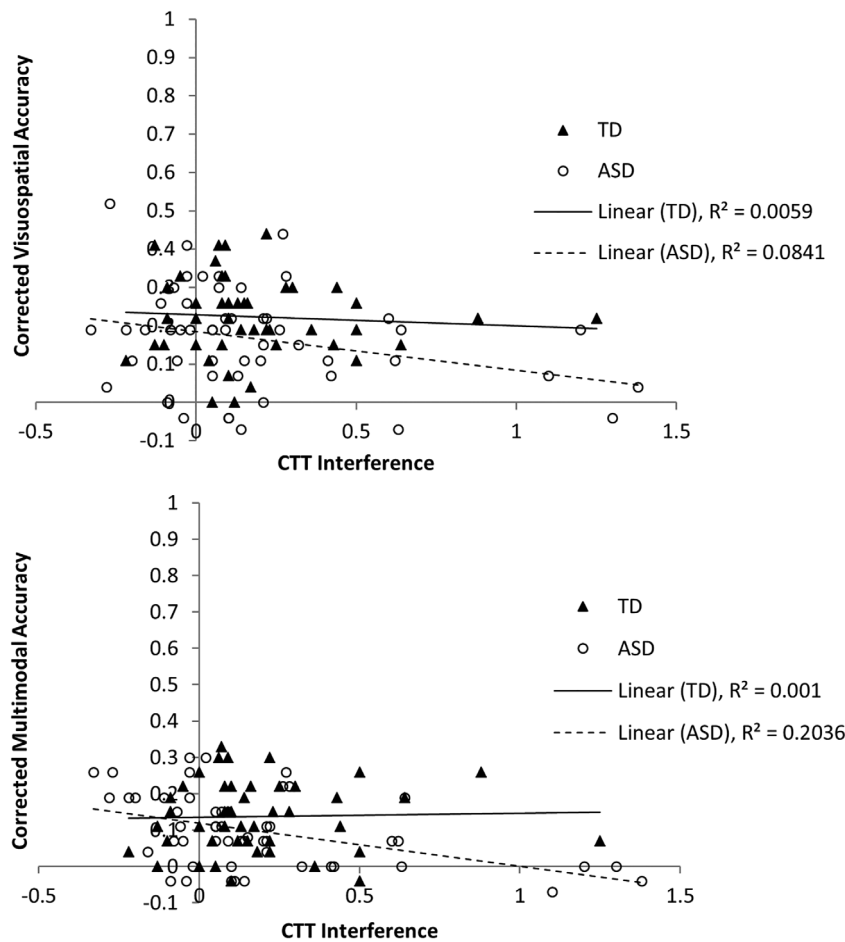 1
0.9
0.8
0.7
0.6
0.5
0.4
0.3
0.2
0.1
0
-0.1
-0.5
0
0.5
1
1.5
Corrected Visuospatial Accuracy
CTT Interference
TD
ASD
Linear (TD), R² = 0.0059
Linear (ASD), R² = 0.0841
1
0.9
0.8
0.7
0.6
0.5
0.4
0.3
0.2
0.1
0
-0.1
-0.5
0
0.5
1
1.5
Corrected Multimodal Accuracy
CTT Interference
TD
ASD
Linear (TD), R² = 0.001
Linear (ASD), R² = 0.2036